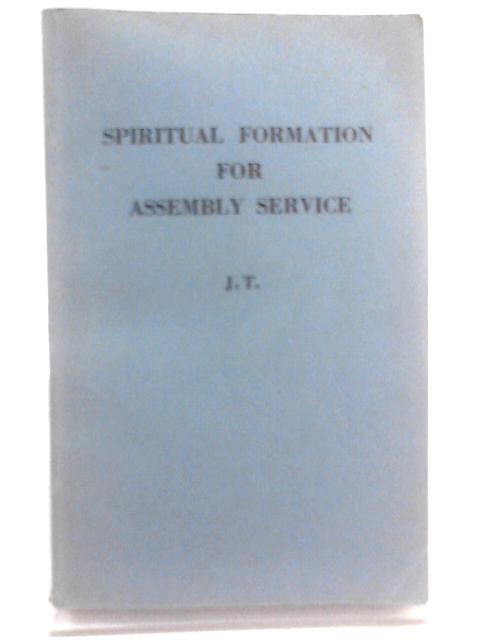 SPIRITUAL FORMATION
FOR
ASSEMBLY SERVICE
J. T.